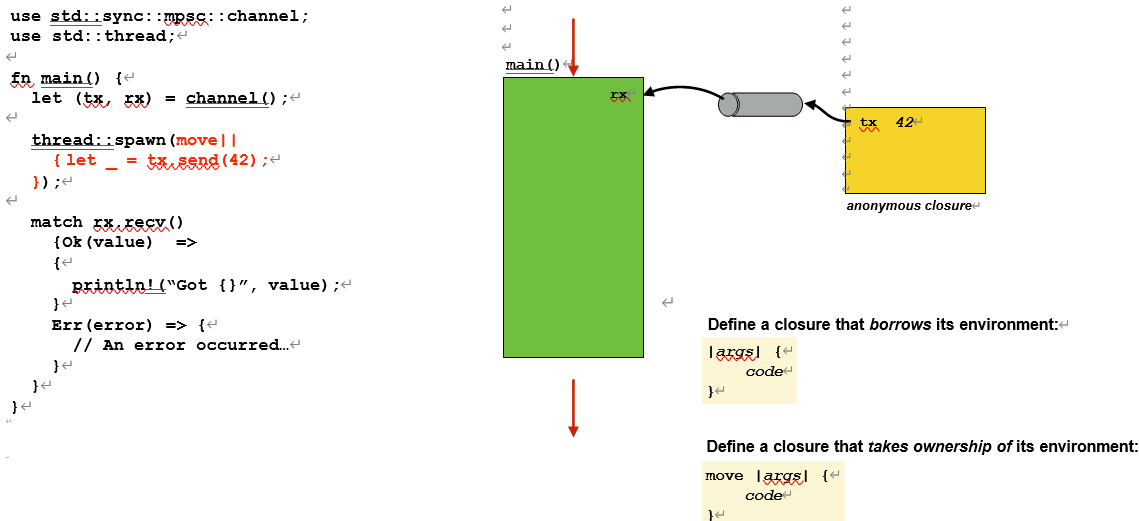 use std::sync::mpsc::channel;
use std::thread;↵
↵
fn main() {↵
let (tx, rx) = channel();↵
↵
thread::spawn(move||
{ let _ = tx.send(42);↵
});↵
↵
match rx.recv()
{Ok(value)  =>
{↵
println!(“Got {}”, value);↵
}↵
Err(error) => {↵
// An error occurred…↵
}↵
}↵
}↵
↵
main()↵
rx↵
tx  42↵
anonymous closure↵
↵
Define a closure that borrows its environment:↵
|args| {↵
code↵
}↵
Define a closure that takes ownership of its environment:
move |args| {↵
code↵
}↵